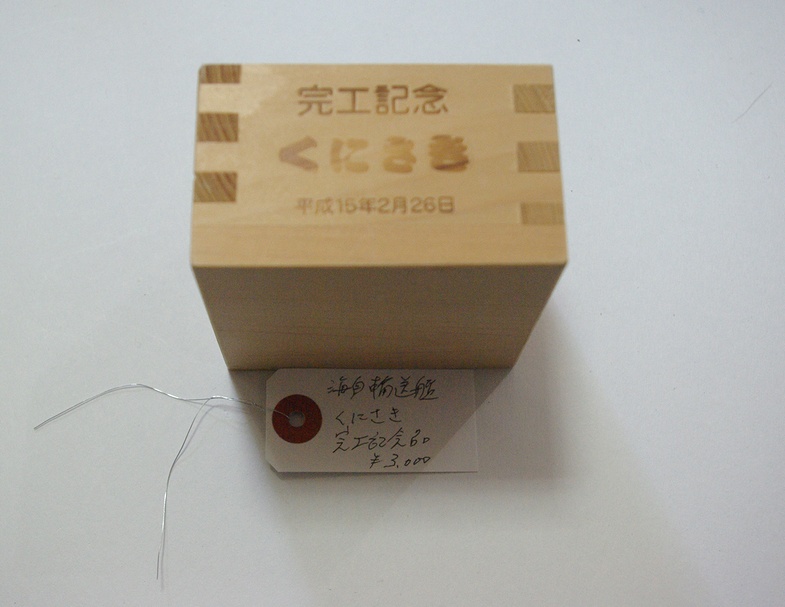 完工記念
くにさき
平成15年2月26日
海自輸送艦
くにさき
完工記念品
¥3,000